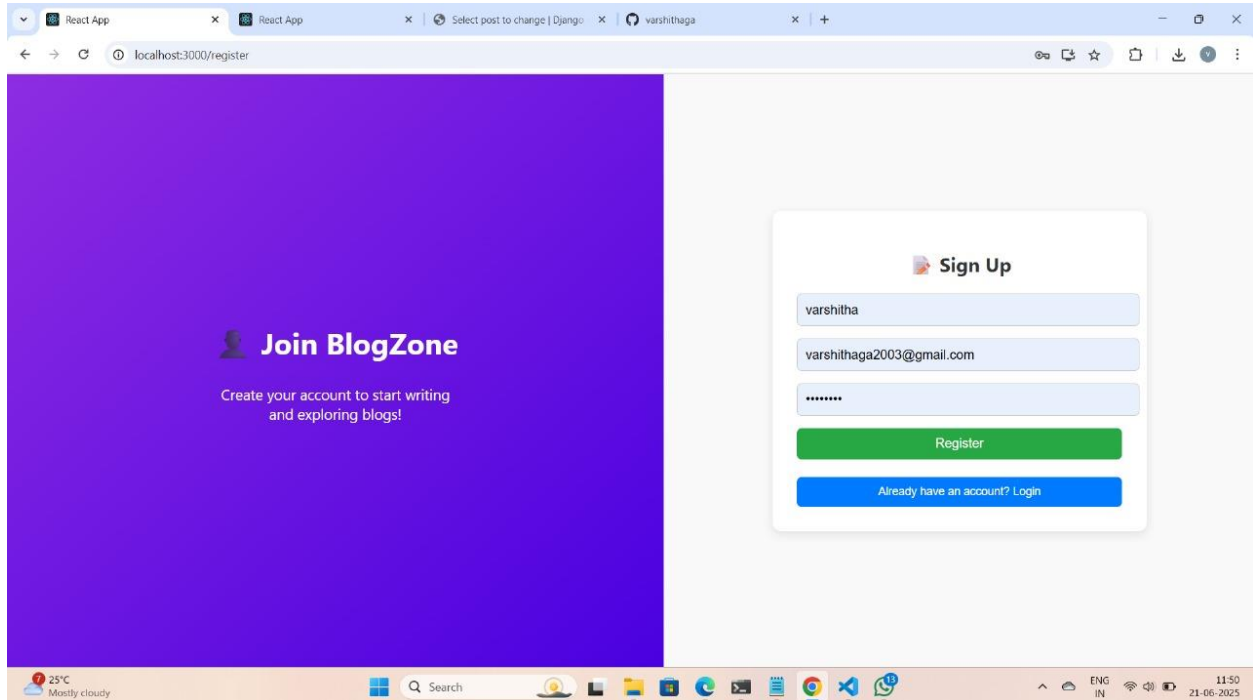 React App
React App
Select post to change | Django
varshithaga
localhost:3000/register
Join BlogZone
Create your account to start writing
and exploring blogs!
Sign Up
varshitha
varshithaga2003@gmail.com
••••••••
Register
Already have an account? Login
7
25°C
Mostly cloudy
Search
13
ENG
IN
11:50
21-06-2025